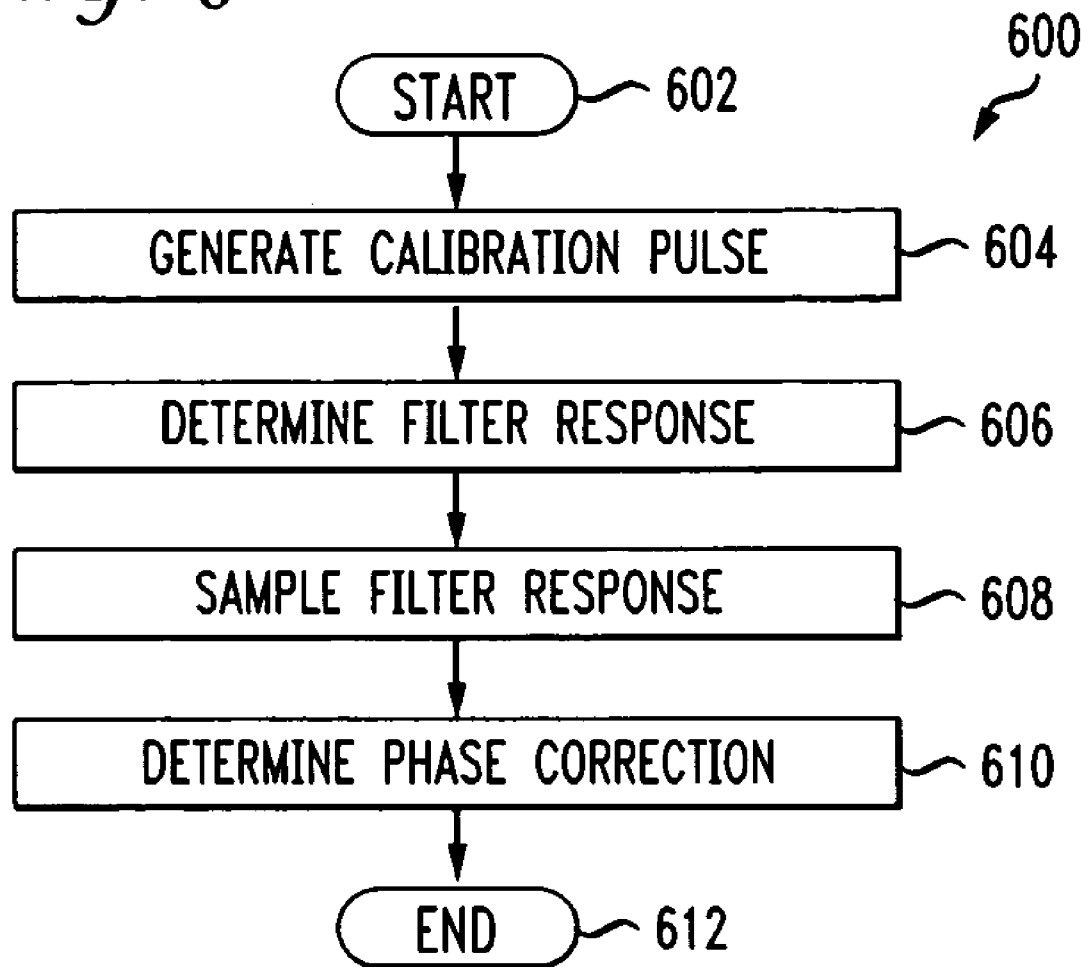 600
START 602
GENERATE CALIBRATION PULSE 604
DETERMINE FILTER RESPONSE 606
SAMPLE FILTER RESPONSE 608
DETERMINE PHASE CORRECTION 610
END 612